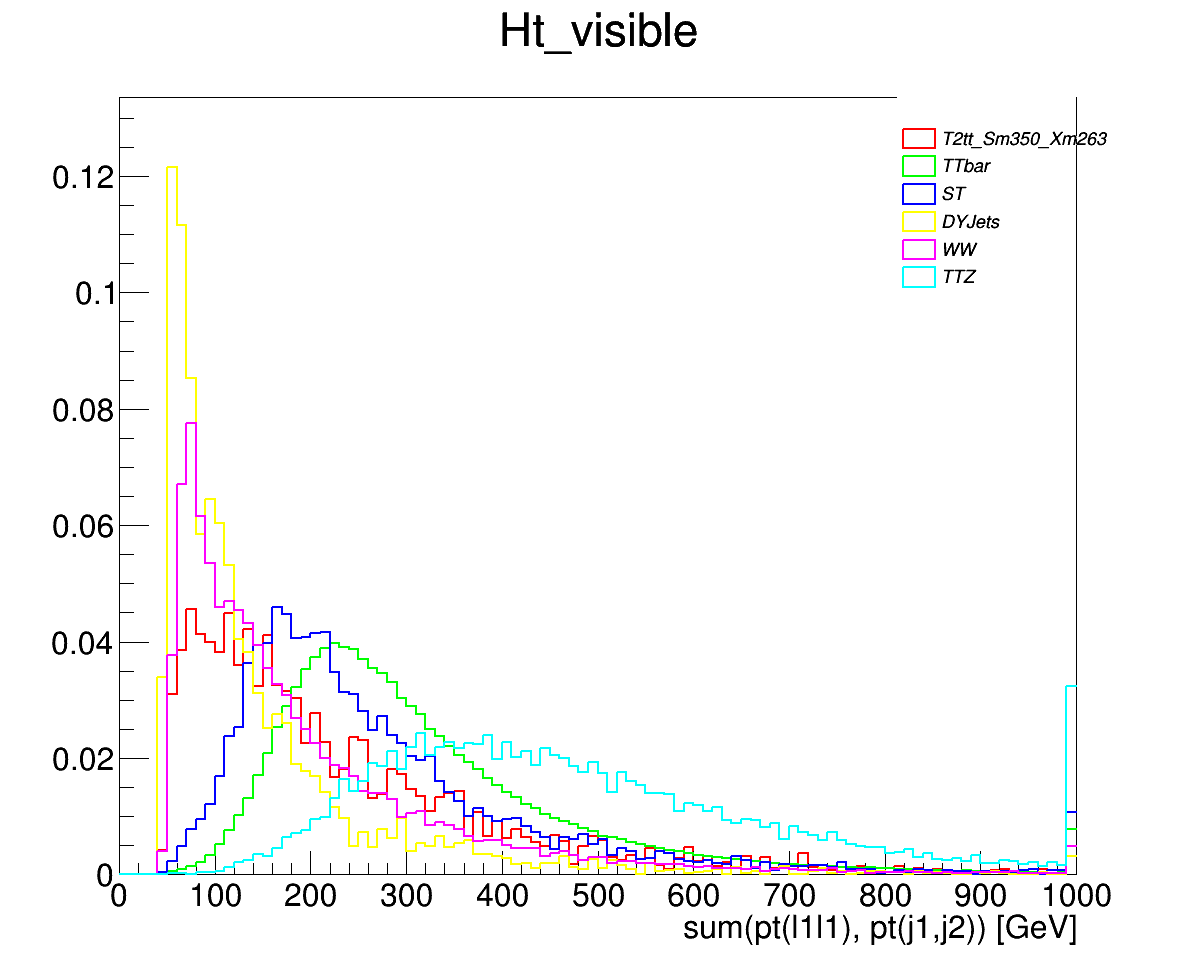 Ht_visible
T2tt_Sm350_Xm263
TTbar
ST
DYJets
WW
TTZ
0.12
0.1
0.08
0.06
0.04
0.02
0
0 100 200 300 400 500 600 700 800 900 1000
sum(pt(l1l1), pt(j1,j2)) [GeV]